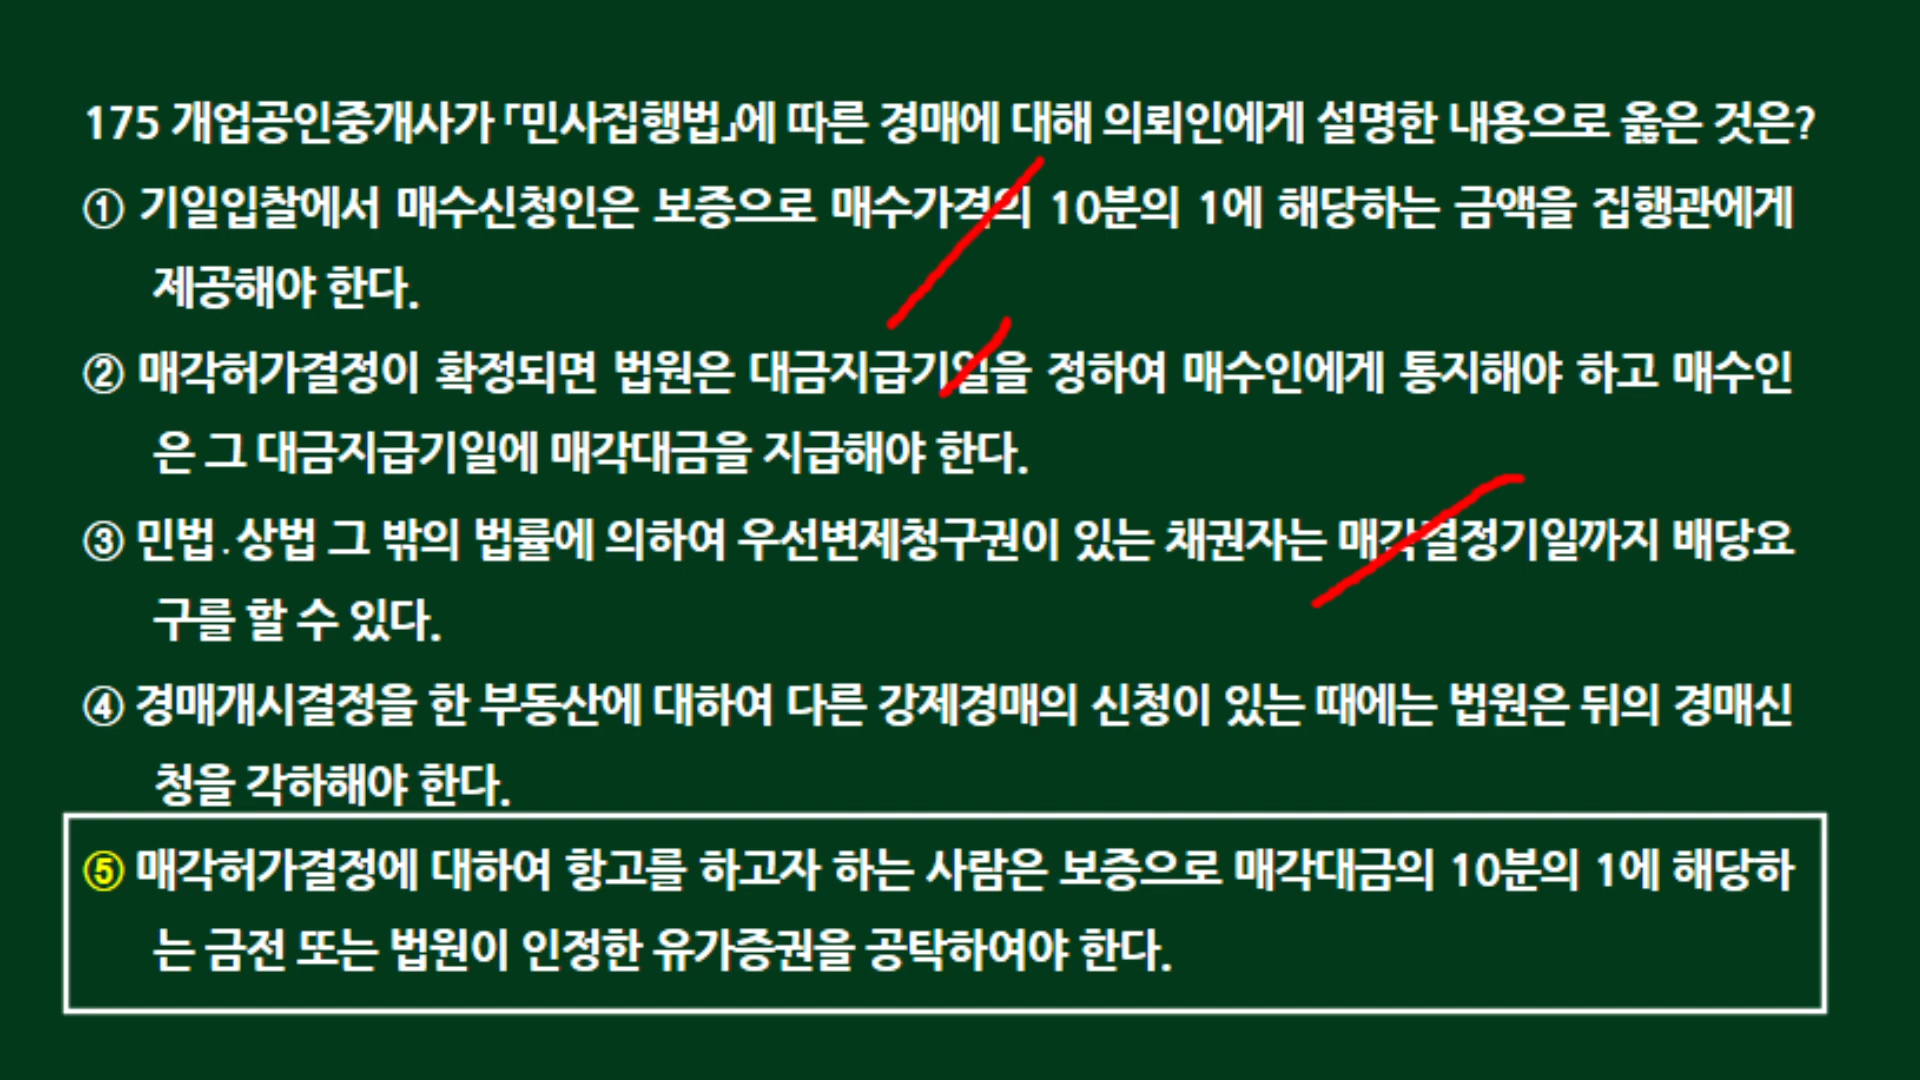 175 개업공인중개사가 「민사집행법」에 따른 경매에 대해 의뢰인에게 설명한 내용으로 옳은 것은?
① 기일입찰에서 매수신청인은 보증으로 매수가격의 10분의 1에 해당하는 금액을 집행관에게
제공해야 한다.
② 매각허가결정이 확정되면 법원은 대금지급기일을 정하여 매수인에게 통지해야 하고 매수인
은 그 대금지급기일에 매각대금을 지급해야 한다.
③ 민법·상법 그 밖의 법률에 의하여 우선변제청구권이 있는 채권자는 매각결정기일까지 배당요
구를 할 수 있다.
④ 경매개시결정을 한 부동산에 대하여 다른 강제경매의 신청이 있는 때에는 법원은 뒤의 경매신
청을 각하해야 한다.
⑤ 매각허가결정에 대하여 항고를 하고자 하는 사람은 보증으로 매각대금의 10분의 1에 해당하
는 금전 또는 법원이 인정한 유가증권을 공탁하여야 한다.